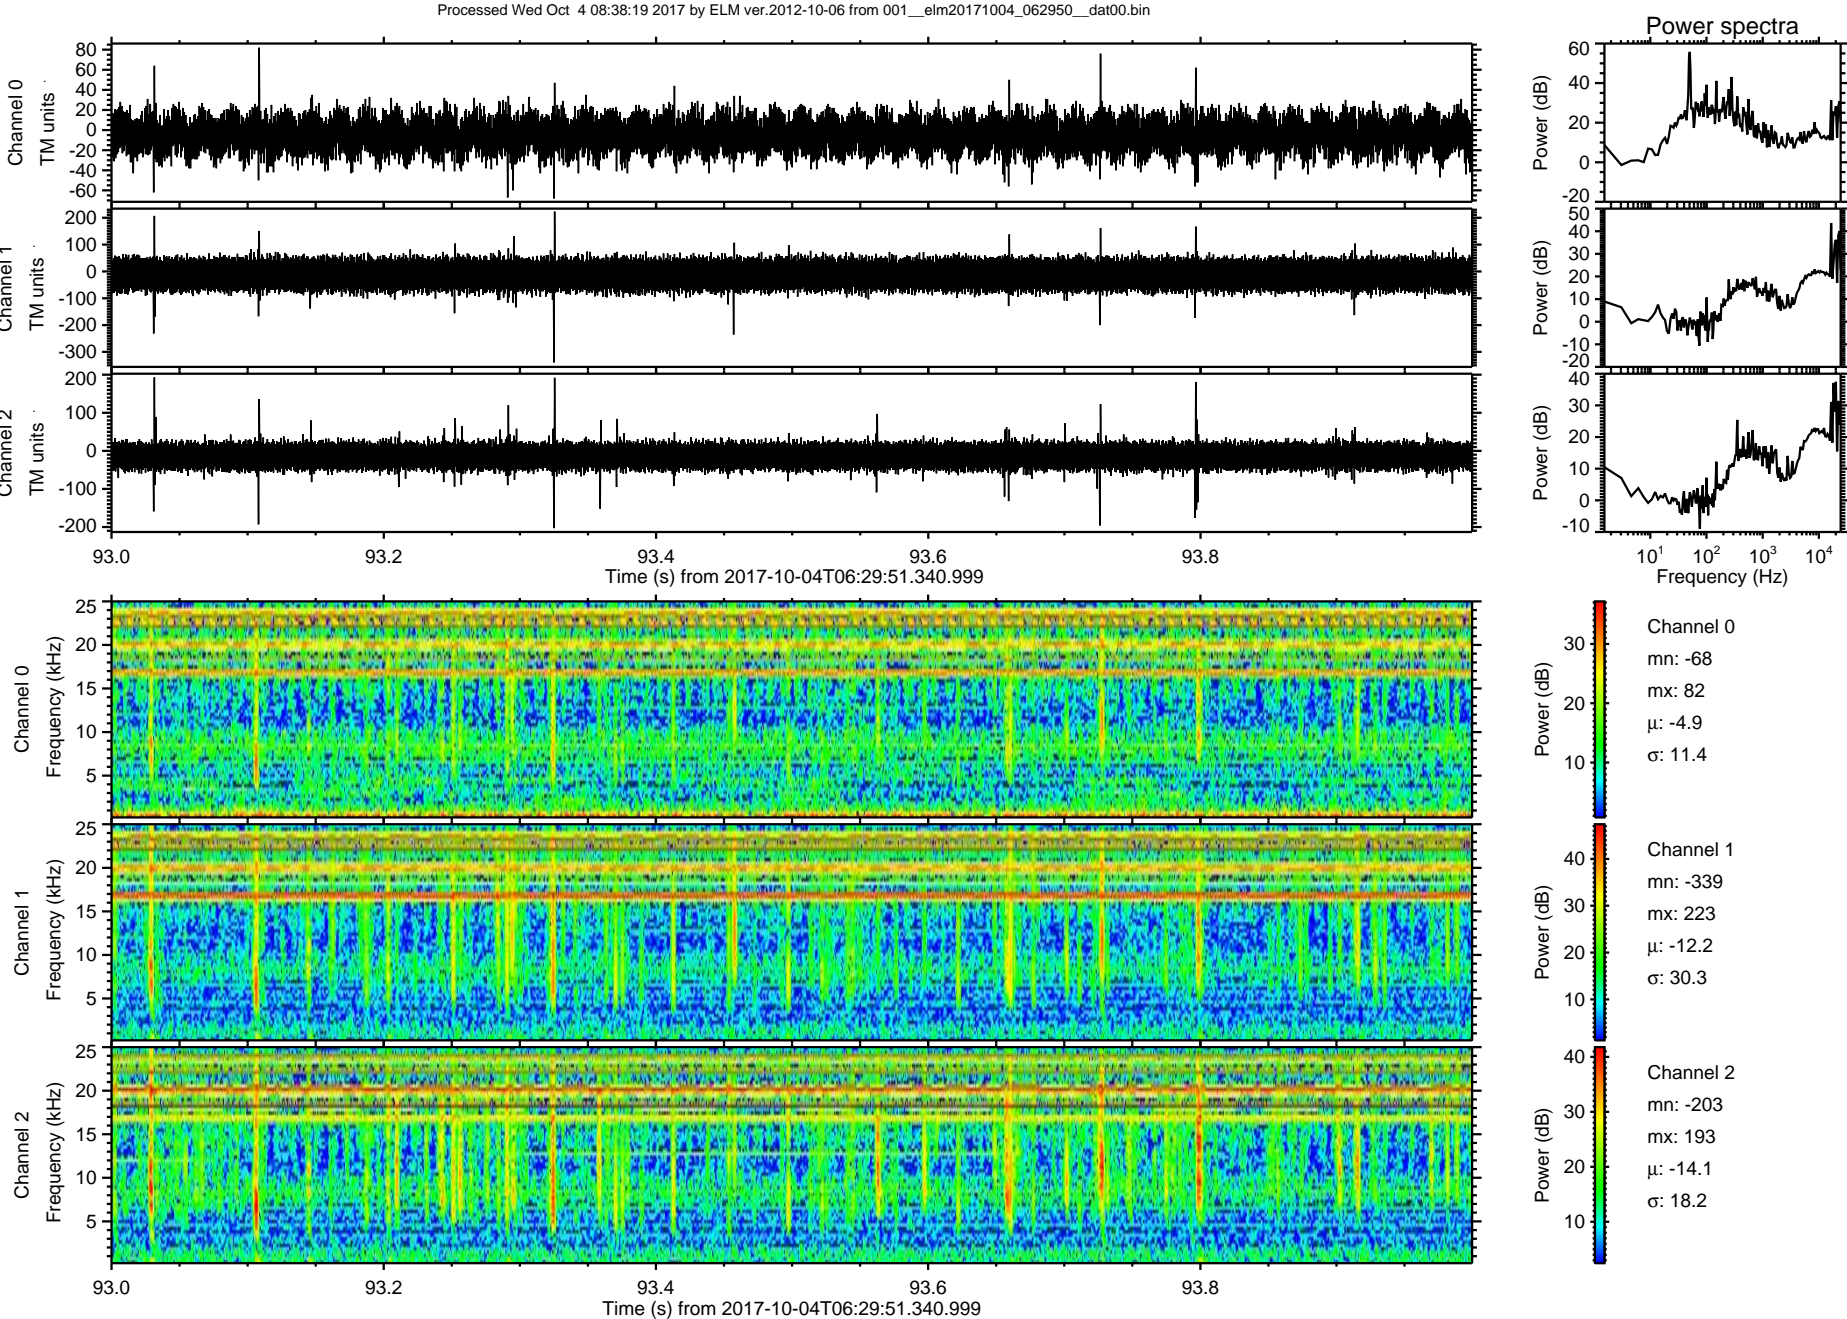 Processed Wed Oct  4 08:38:19 2017 by ELM ver.2012-10-06 from 001__elm20171004_062950__dat00.bin
Power spectra
Channel 0
TM units
80
60
40
20
0
-20
-40
-60
Power (dB)
60
40
20
0
-20
Channel 1
TM units
200
100
0
-100
-200
-300
Power (dB)
50
40
30
20
10
0
-10
-20
Channel 2
TM units
200
100
0
-100
-200
Power (dB)
40
30
20
10
0
-10
93.0 93.2 93.4 93.6 93.8
Time (s) from 2017-10-04T06:29:51.340.999
10¹ 10² 10³ 10⁴
Frequency (Hz)
Channel 0
Frequency (kHz)
25
20
15
10
5
Power (dB)
30
20
10
Channel 0
mn: -68
mx: 82
μ: -4.9
σ: 11.4
Channel 1
Frequency (kHz)
25
20
15
10
5
Power (dB)
40
30
20
10
Channel 1
mn: -339
mx: 223
μ: -12.2
σ: 30.3
Channel 2
Frequency (kHz)
25
20
15
10
5
Power (dB)
40
30
20
10
Channel 2
mn: -203
mx: 193
μ: -14.1
σ: 18.2
93.0 93.2 93.4 93.6 93.8
Time (s) from 2017-10-04T06:29:51.340.999